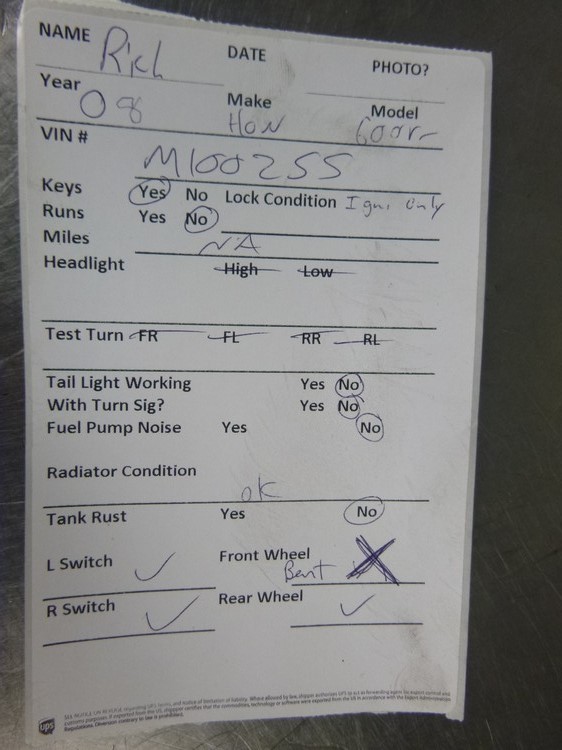 NAME Rich DATE PHOTO?
Year 08 Make HON Model 600rr
VIN # M100255
Keys Yes No Lock Condition Igni only
Runs Yes No
Miles NA
Headlight High Low
Test Turn FR FL RR RL
Tail Light Working Yes No
With Turn Sig? Yes No
Fuel Pump Noise Yes No
Radiator Condition ok
Tank Rust Yes No
L Switch ✓ Front Wheel Bent X
R Switch ✓ Rear Wheel ✓
ups